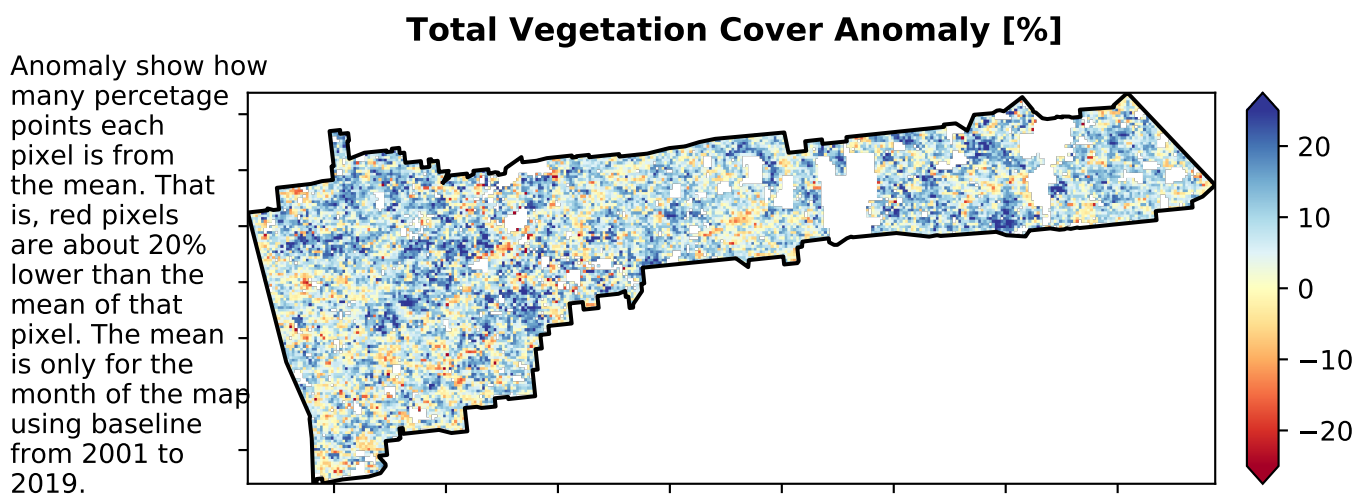 Total Vegetation Cover Anomaly [%]
Anomaly show how
many percetage
points each
pixel is from
the mean. That
is, red pixels
are about 20%
lower than the
mean of that
pixel. The mean
is only for the
month of the map
using baseline
from 2001 to
2019.
20
10
0
−10
−20